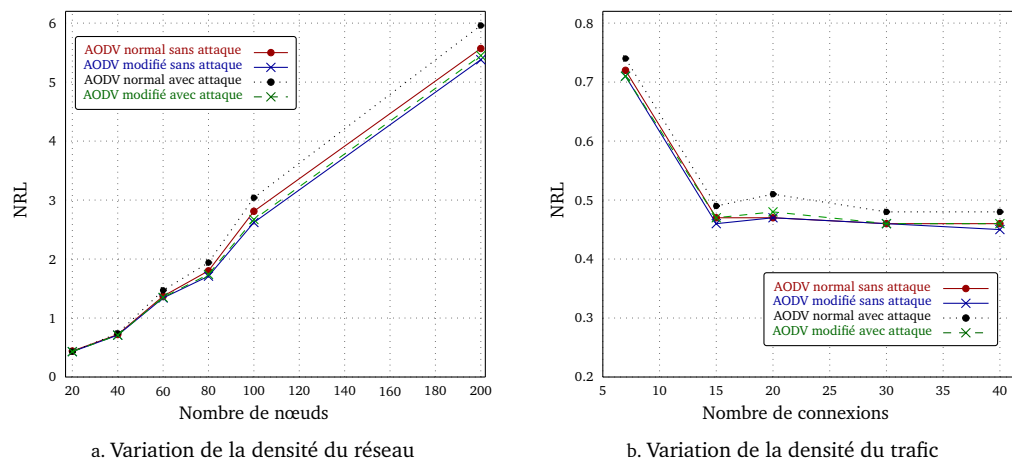 6
5
4
3
2
1
0
NRL
AODV normal sans attaque
AODV modifié sans attaque
AODV normal avec attaque
AODV modifié avec attaque
20 40 60 80 100 120 140 160 180 200
Nombre de nœuds
a. Variation de la densité du réseau
0.8
0.7
0.6
0.5
0.4
0.3
0.2
NRL
AODV normal sans attaque
AODV modifié sans attaque
AODV normal avec attaque
AODV modifié avec attaque
5 10 15 20 25 30 35 40
Nombre de connexions
b. Variation de la densité du trafic